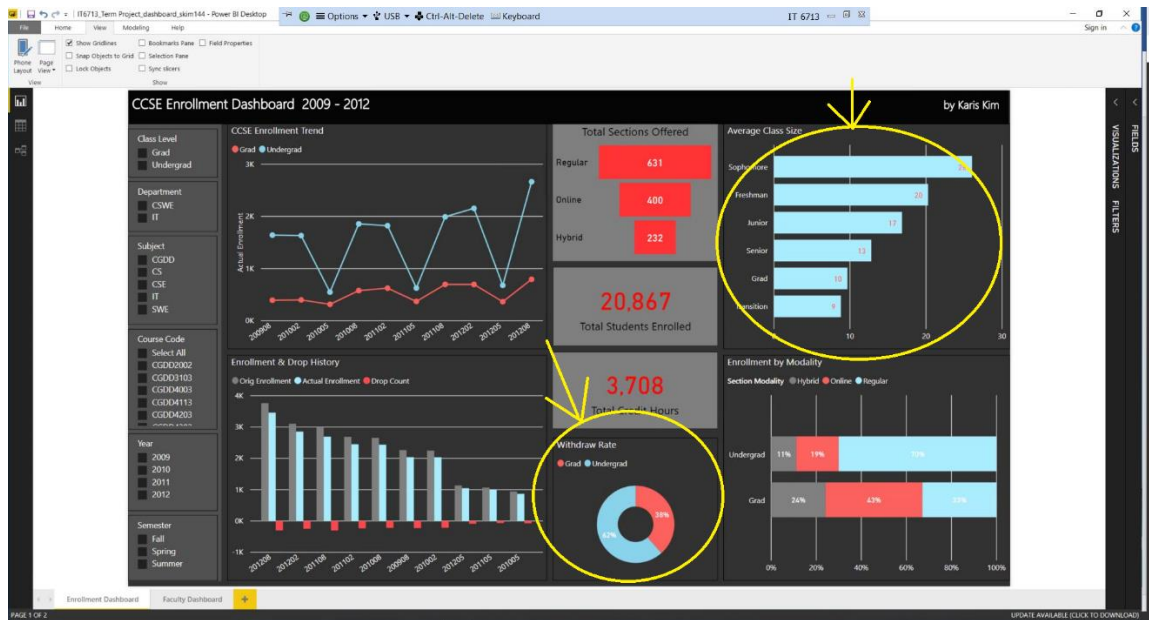 IT6713_Term Project_dashboard_skim144 - Power BI Desktop
Options USB Ctrl-Alt-Delete Keyboard
IT 6713
File Home View Modeling Help
Sign in
Phone Layout
Page View
Show Gridlines
Snap Objects to Grid
Lock Objects
Bookmarks Pane
Selection Pane
Sync slicers
Field Properties
View
Show
CCSE Enrollment Dashboard 2009 - 2012
by Karis Kim
Class Level
Grad
Undergrad
Department
CSWE
IT
Subject
CGDD
CS
CSE
IT
SWE
Course Code
Select All
CGDD2002
CGDD3103
CGDD4003
CGDD4113
CGDD4203
Year
2009
2010
2011
2012
Semester
Fall
Spring
Summer
CCSE Enrollment Trend
Grad Undergrad
3K
2K
1K
0K
Actual Enrollment
200908 201002 201005 201008 201102 201105 201108 201202 201205 201208
Enrollment & Drop History
Orig Enrollment Actual Enrollment Drop Count
4K
3K
2K
1K
0K
-1K
201208 201202 201108 201102 201008 200908 201002 201205 201105 201005
Total Sections Offered
Regular 631
Online 400
Hybrid 232
20,867
Total Students Enrolled
3,708
Total Credit Hours
Withdraw Rate
Grad Undergrad
38%
62%
Average Class Size
Sophomore
Freshman 20
Junior 17
Senior 13
Grad 10
Transition
10 20 30
Enrollment by Modality
Section Modality Hybrid Online Regular
Undergrad 11% 19%
Grad 24% 43%
0% 20% 40% 60% 80% 100%
VISUALIZATIONS
FILTERS
FIELDS
Enrollment Dashboard
Faculty Dashboard
PAGE 1 OF 2
UPDATE AVAILABLE (CLICK TO DOWNLOAD)